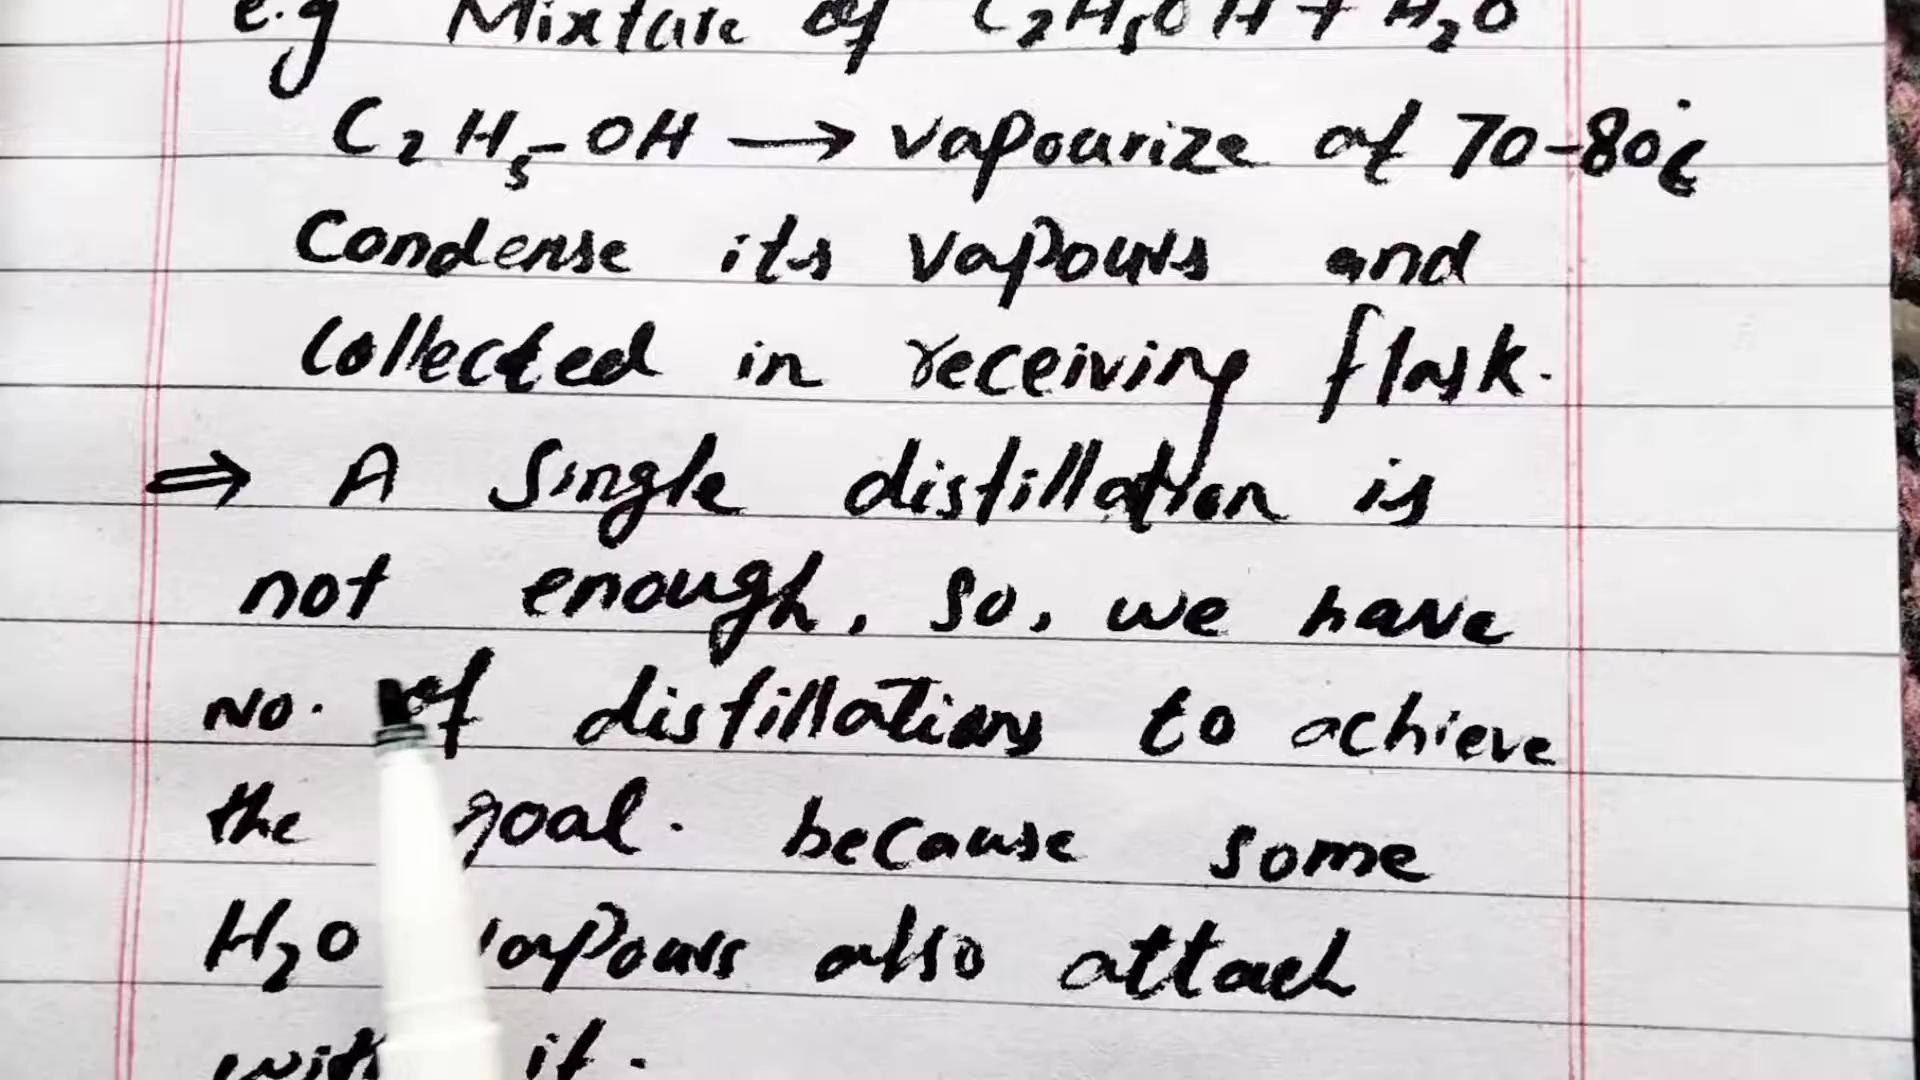 e.g Mixture of C2H5OH + H2O
C2H5-OH → vapourize at 70-80°C
Condense its vapours and
Collected in receiving flask.
⇒ A Single distillation is
not enough, So, we have
No. of distillations to achieve
the goal. because some
H2O vapours also attach
with it.